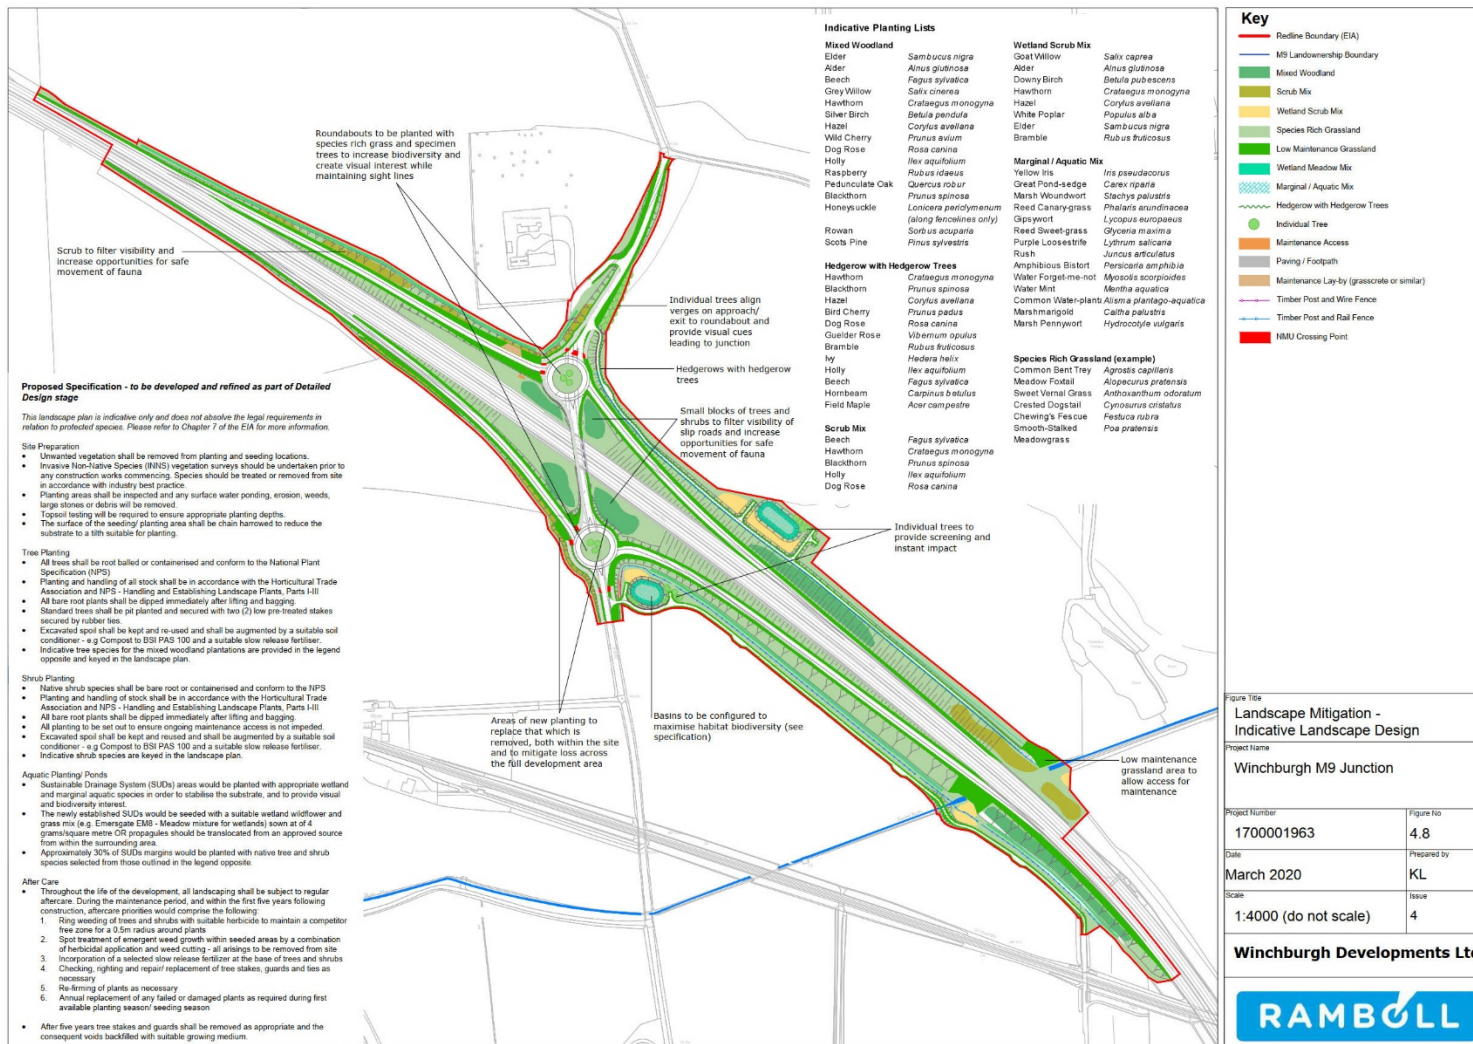 Indicative Planting Lists
Mixed Woodland
Elder Sambucus nigra
Alder Alnus glutinosa
Beech Fagus sylvatica
Grey Willow Salix cinerea
Hawthorn Crataegus monogyna
Silver Birch Betula pendula
Hazel Corylus avellana
Wild Cherry Prunus avium
Dog Rose Rosa canina
Holly Ilex aquifolium
Raspberry Rubus idaeus
Pedunculate Oak Quercus robur
Blackthorn Prunus spinosa
Honeysuckle Lonicera periclymenum
(along fencelines only)
Rowan Sorbus acuparia
Scots Pine Pinus sylvestris
Hedgerow with Hedgerow Trees
Hawthorn Crataegus monogyna
Blackthorn Prunus spinosa
Hazel Corylus avellana
Bird Cherry Prunus padus
Dog Rose Rosa canina
Guelder Rose Vibernum opulus
Bramble Rubus fruticosus
Ivy Hedera helix
Holly Ilex aquifolium
Beech Fagus sylvatica
Hornbeam Carpinus betulus
Field Maple Acer campestre
Scrub Mix
Beech Fagus sylvatica
Hawthorn Crataegus monogyna
Blackthorn Prunus spinosa
Holly Ilex aquifolium
Dog Rose Rosa canina
Wetland Scrub Mix
Goat Willow Salix caprea
Alder Alnus glutinosa
Downy Birch Betula pubescens
Hawthorn Crataegus monogyna
Hazel Corylus avellana
White Poplar Populus alba
Elder Sambucus nigra
Bramble Rubus fruticosus
Marginal / Aquatic Mix
Yellow Iris Iris pseudacorus
Great Pond-sedge Carex riparia
Marsh Woundwort Stachys palustris
Reed Canary-grass Phalaris arundinacea
Gipsywort Lycopus europaeus
Reed Sweet-grass Glyceria maxima
Purple Loosestrife Lythrum salicaria
Rush Juncus articulatus
Amphibious Bistort Persicaria amphibia
Water Forget-me-not Myosolis scorpioides
Water Mint Mentha aquatica
Common Water-planti Alisma plantago-aquatica
Marshmarigold Caltha palustris
Marsh Pennywort Hydrocotyle vulgaris
Species Rich Grassland (example)
Common Bent Trey Agrostis capillaris
Meadow Foxtail Alopecurus pratensis
Sweet Vernal Grass Anthoxanthum odoratum
Crested Dogstail Cynosurus cristatus
Chewing's Fescue Festuca rubra
Smooth-Stalked Poa pratensis
Meadowgrass
Roundabouts to be planted with
species rich grass and specimen
trees to increase biodiversity and
create visual interest while
maintaining sight lines
Scrub to filter visibility and
increase opportunities for safe
movement of fauna
Individual trees align
verges on approach/
exit to roundabout and
provide visual cues
leading to junction
Hedgerows with hedgerow
trees
Small blocks of trees and
shrubs to filter visibility of
slip roads and increase
opportunities for safe
movement of fauna
Individual trees to
provide screening and
instant impact
Areas of new planting to
replace that which is
removed, both within the site
and to mitigate loss across
the full development area
Basins to be configured to
maximise habitat biodiversity (see
specification)
Low maintenance
grassland area to
allow access for
maintenance
Proposed Specification - to be developed and refined as part of Detailed
Design stage
This landscape plan is indicative only and does not absolve the legal requirements in
relation to protected species. Please refer to Chapter 7 of the EIA for more information.
Site Preparation
• Unwanted vegetation shall be removed from planting and seeding locations.
• Invasive Non-Native Species (INNS) vegetation surveys should be undertaken prior to
any construction works commencing. Species should be treated or removed from site
in accordance with industry best practice.
• Planting areas shall be inspected and any surface water ponding, erosion, weeds,
large stones or debris will be removed.
• Topsoil testing will be required to ensure appropriate planting depths.
• The surface of the seeding/ planting area shall be chain harrowed to reduce the
substrate to a tilth suitable for planting.
Tree Planting
• All trees shall be root balled or containerised and conform to the National Plant
Specification (NPS)
• Planting and handling of all stock shall be in accordance with the Horticultural Trade
Association and NPS - Handling and Establishing Landscape Plants, Parts I-III
• All bare root plants shall be dipped immediately after lifting and bagging.
• Standard trees shall be pit planted and secured with two (2) low pre-treated stakes
secured by rubber ties.
• Excavated spoil shall be kept and re-used and shall be augmented by a suitable soil
conditioner - e.g Compost to BSI PAS 100 and a suitable slow release fertiliser.
• Indicative tree species for the mixed woodland plantations are provided in the legend
opposite and keyed in the landscape plan.
Shrub Planting
• Native shrub species shall be bare root or containerised and conform to the NPS
• Planting and handling of stock shall be in accordance with the Horticultural Trade
Association and NPS - Handling and Establishing Landscape Plants, Parts I-III
• All bare root plants shall be dipped immediately after lifting and bagging.
• All planting to be set out to ensure ongoing maintenance access is not impeded.
• Excavated spoil shall be kept and reused and shall be augmented by a suitable soil
conditioner - e.g Compost to BSI PAS 100 and a suitable slow release fertiliser.
• Indicative shrub species are keyed in the landscape plan.
Aquatic Planting/ Ponds
• Sustainable Drainage System (SUDs) areas would be planted with appropriate wetland
and marginal aquatic species in order to stabilise the substrate, and to provide visual
and biodiversity interest.
• The newly established SUDs would be seeded with a suitable wetland wildflower and
grass mix (e.g. Emersgate EM8 - Meadow mixture for wetlands) sown at of 4
grams/square metre OR propagules should be translocated from an approved source
from within the surrounding area.
• Approximately 30% of SUDs margins would be planted with native tree and shrub
species selected from those outlined in the legend opposite.
After Care
• Throughout the life of the development, all landscaping shall be subject to regular
aftercare. During the maintenance period, and within the first five years following
construction, aftercare priorities would comprise the following:
1. Ring weeding of trees and shrubs with suitable herbicide to maintain a competitor
free zone for a 0.5m radius around plants
2. Spot treatment of emergent weed growth within seeded areas by a combination
of herbicidal application and weed cutting - all arisings to be removed from site
3. Incorporation of a selected slow release fertilizer at the base of trees and shrubs
4. Checking, righting and repair/ replacement of tree stakes, guards and ties as
necessary
5. Re-firming of plants as necessary
6. Annual replacement of any failed or damaged plants as required during first
available planting season/ seeding season
• After five years tree stakes and guards shall be removed as appropriate and the
consequent voids backfilled with suitable growing medium.
Key
Redline Boundary (EIA)
M9 Landownership Boundary
Mixed Woodland
Scrub Mix
Wetland Scrub Mix
Species Rich Grassland
Low Maintenance Grassland
Wetland Meadow Mix
Marginal / Aquatic Mix
Hedgerow with Hedgerow Trees
Individual Tree
Maintenance Access
Paving / Footpath
Maintenance Lay-by (grasscrete or similar)
Timber Post and Wire Fence
Timber Post and Rail Fence
NMU Crossing Point
Figure Title
Landscape Mitigation -
Indicative Landscape Design
Project Name
Winchburgh M9 Junction
Project Number
1700001963
Figure No
4.8
Date
March 2020
Prepared by
KL
Scale
1:4000 (do not scale)
Issue
4
Winchburgh Developments Ltd
RAMBOLL